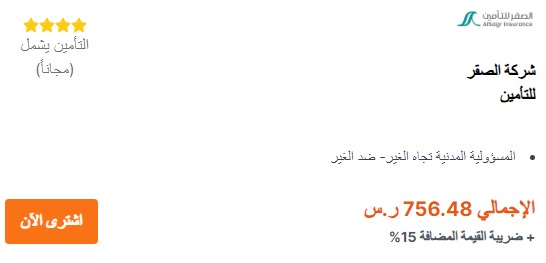 الصقر للتأمين
AlSagr Insurance
شركة الصقر
للتأمين
التأمين يشمل
(مجاناً)
المسؤولية المدنية تجاه الغير- ضد الغير
الإجمالي 756.48 ر.س
+ ضريبة القيمة المضافة 15%
اشترى الآن